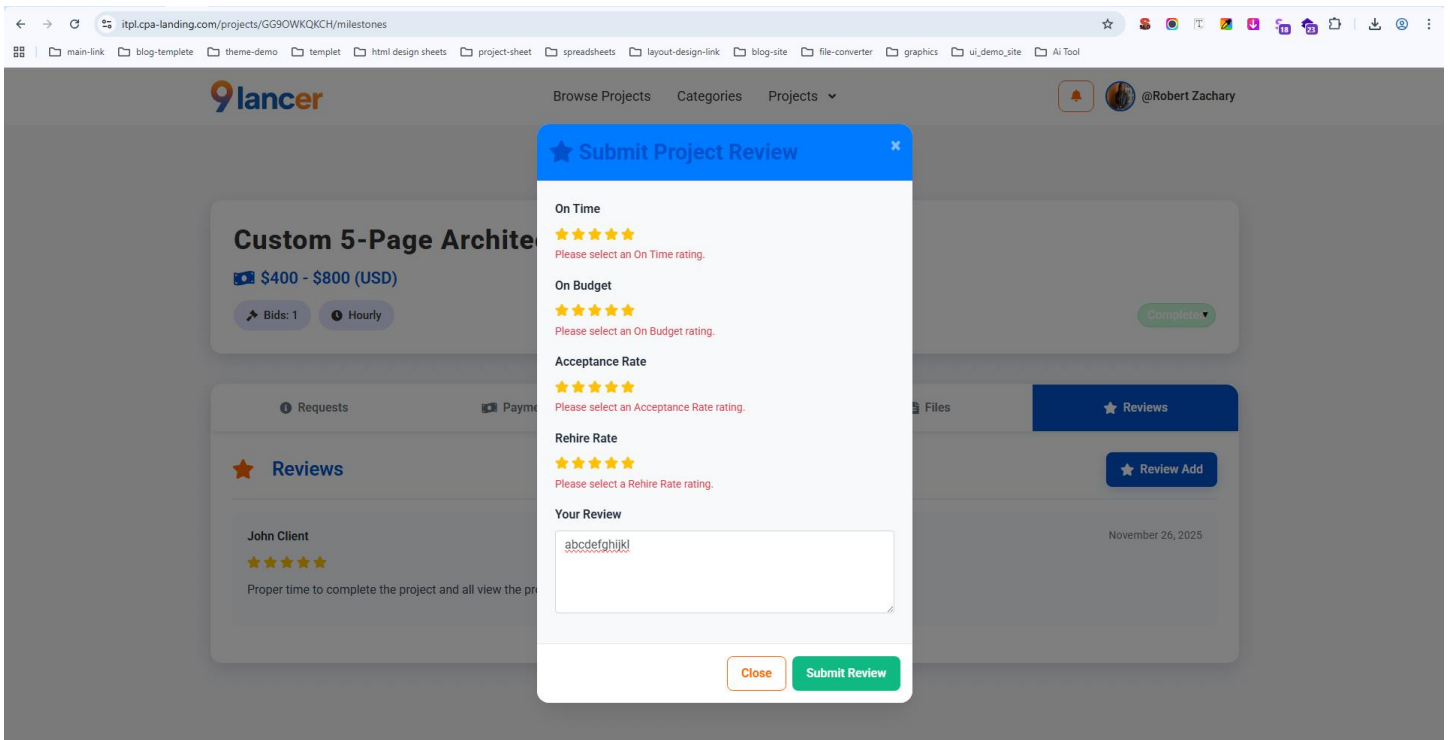 itpl.cpa-landing.com/projects/GG9OWKQKCH/milestones
18
23
main-link
blog-templete
theme-demo
templet
html design sheets
project-sheet
spreadsheets
layout-design-link
blog-site
file-converter
graphics
ui_demo_site
Ai Tool
9lancer
Browse Projects
Categories
Projects
@Robert Zachary
Submit Project Review
×
Custom 5-Page Archite
$400 - $800 (USD)
Bids: 1
Hourly
Completed
On Time
Please select an On Time rating.
On Budget
Please select an On Budget rating.
Acceptance Rate
Please select an Acceptance Rate rating.
Rehire Rate
Please select a Rehire Rate rating.
Your Review
abcdefghijkl
Close
Submit Review
Requests
Payme
Files
Reviews
Reviews
Review Add
John Client
November 26, 2025
Proper time to complete the project and all view the pr